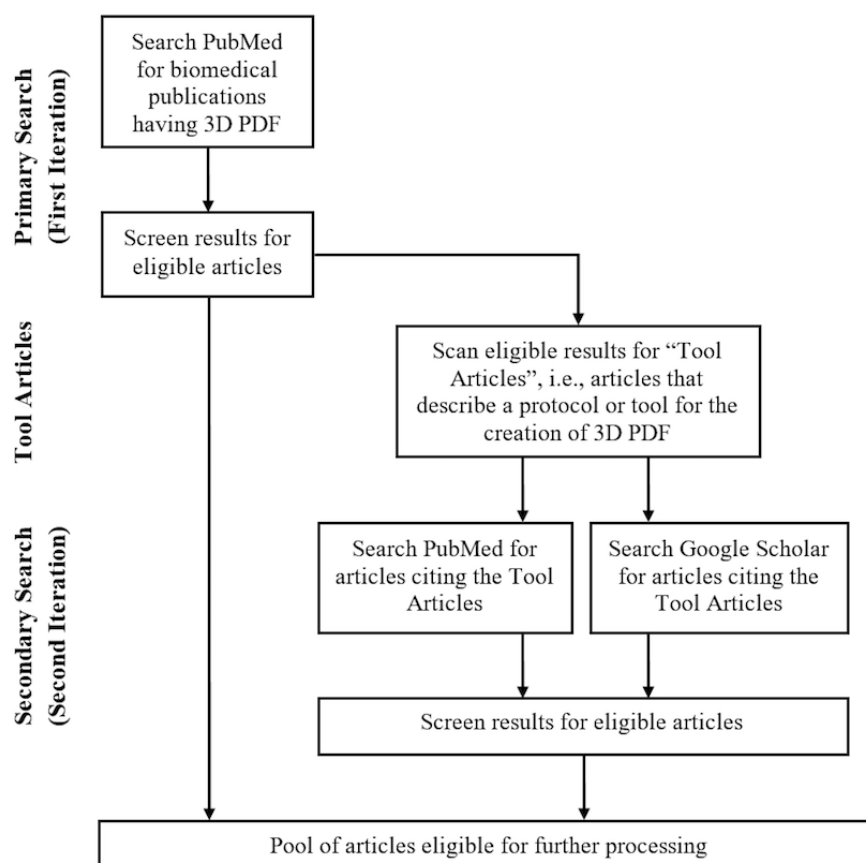 Primary Search
(First Iteration)
Search PubMed
for biomedical
publications
having 3D PDF
Screen results for
eligible articles
Tool Articles
Scan eligible results for “Tool
Articles”, i.e., articles that
describe a protocol or tool for the
creation of 3D PDF
Secondary Search
(Second Iteration)
Search PubMed for
articles citing the Tool
Articles
Search Google Scholar
for articles citing the
Tool Articles
Screen results for eligible articles
Pool of articles eligible for further processing